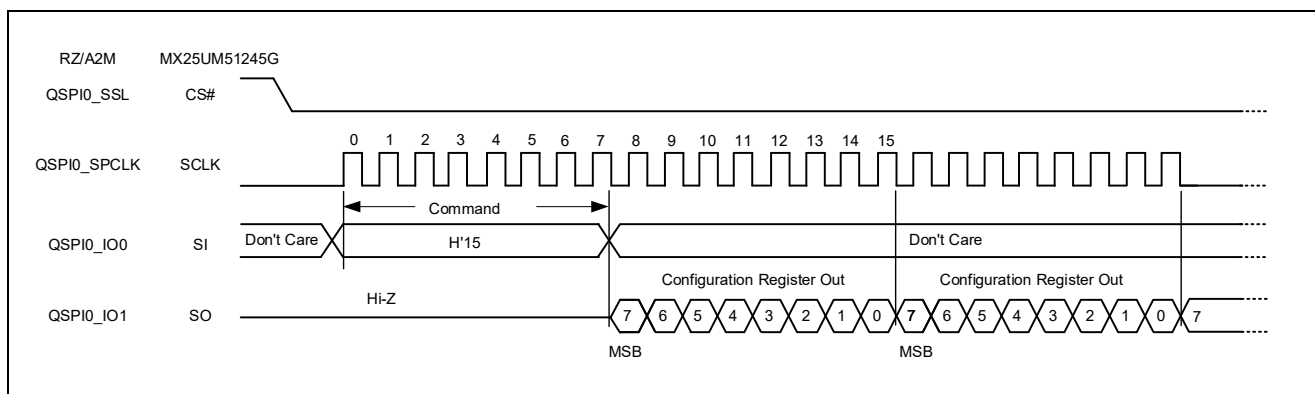 RZ/A2M MX25UM51245G
QSPI0_SSL CS#
0 1 2 3 4 5 6 7 8 9 10 11 12 13 14 15
QSPI0_SPCLK SCLK
Command
QSPI0_IO0 SI Don't Care H'15 Don't Care
Configuration Register Out Configuration Register Out
Hi-Z
QSPI0_IO1 SO 7 6 5 4 3 2 1 0 7 6 5 4 3 2 1 0 7
MSB MSB